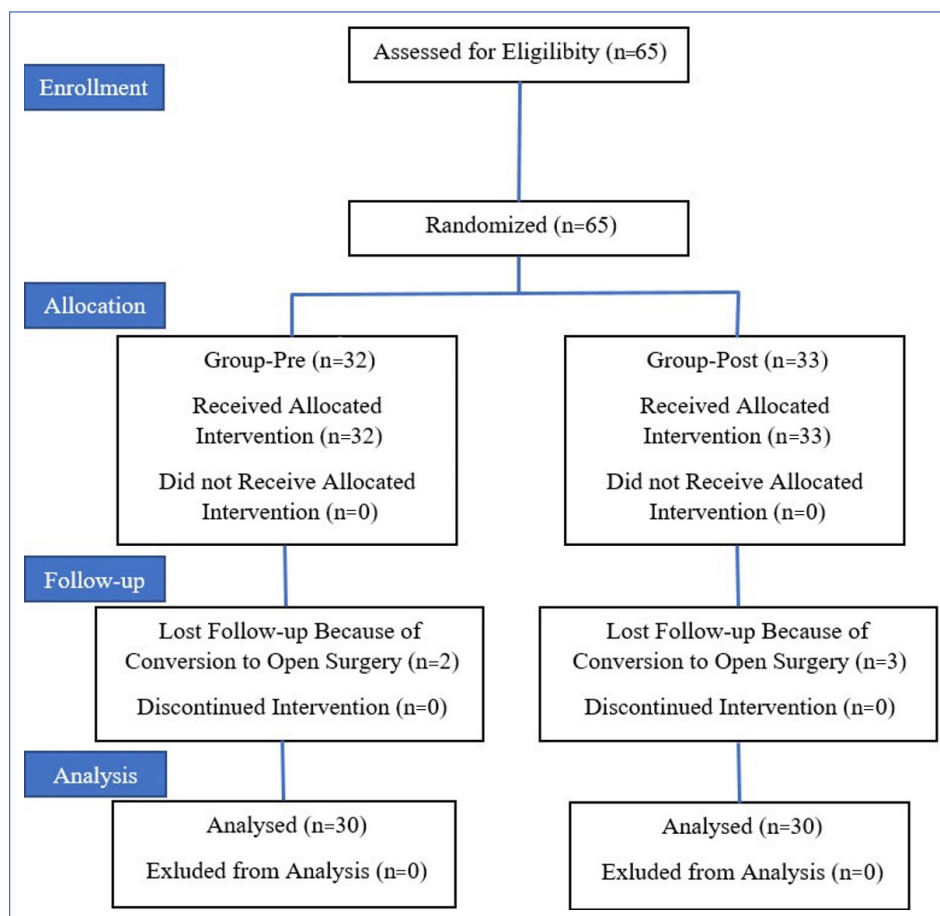 Assessed for Eligilibity (n=65)
Enrollment
Randomized (n=65)
Allocation
Group-Pre (n=32)
Received Allocated
Intervention (n=32)
Did not Receive Allocated
Intervention (n=0)
Group-Post (n=33)
Received Allocated
Intervention (n=33)
Did not Receive Allocated
Intervention (n=0)
Follow-up
Lost Follow-up Because of
Conversion to Open Surgery (n=2)
Discontinued Intervention (n=0)
Lost Follow-up Because of
Conversion to Open Surgery (n=3)
Discontinued Intervention (n=0)
Analysis
Analysed (n=30)
Exluded from Analysis (n=0)
Analysed (n=30)
Exluded from Analysis (n=0)